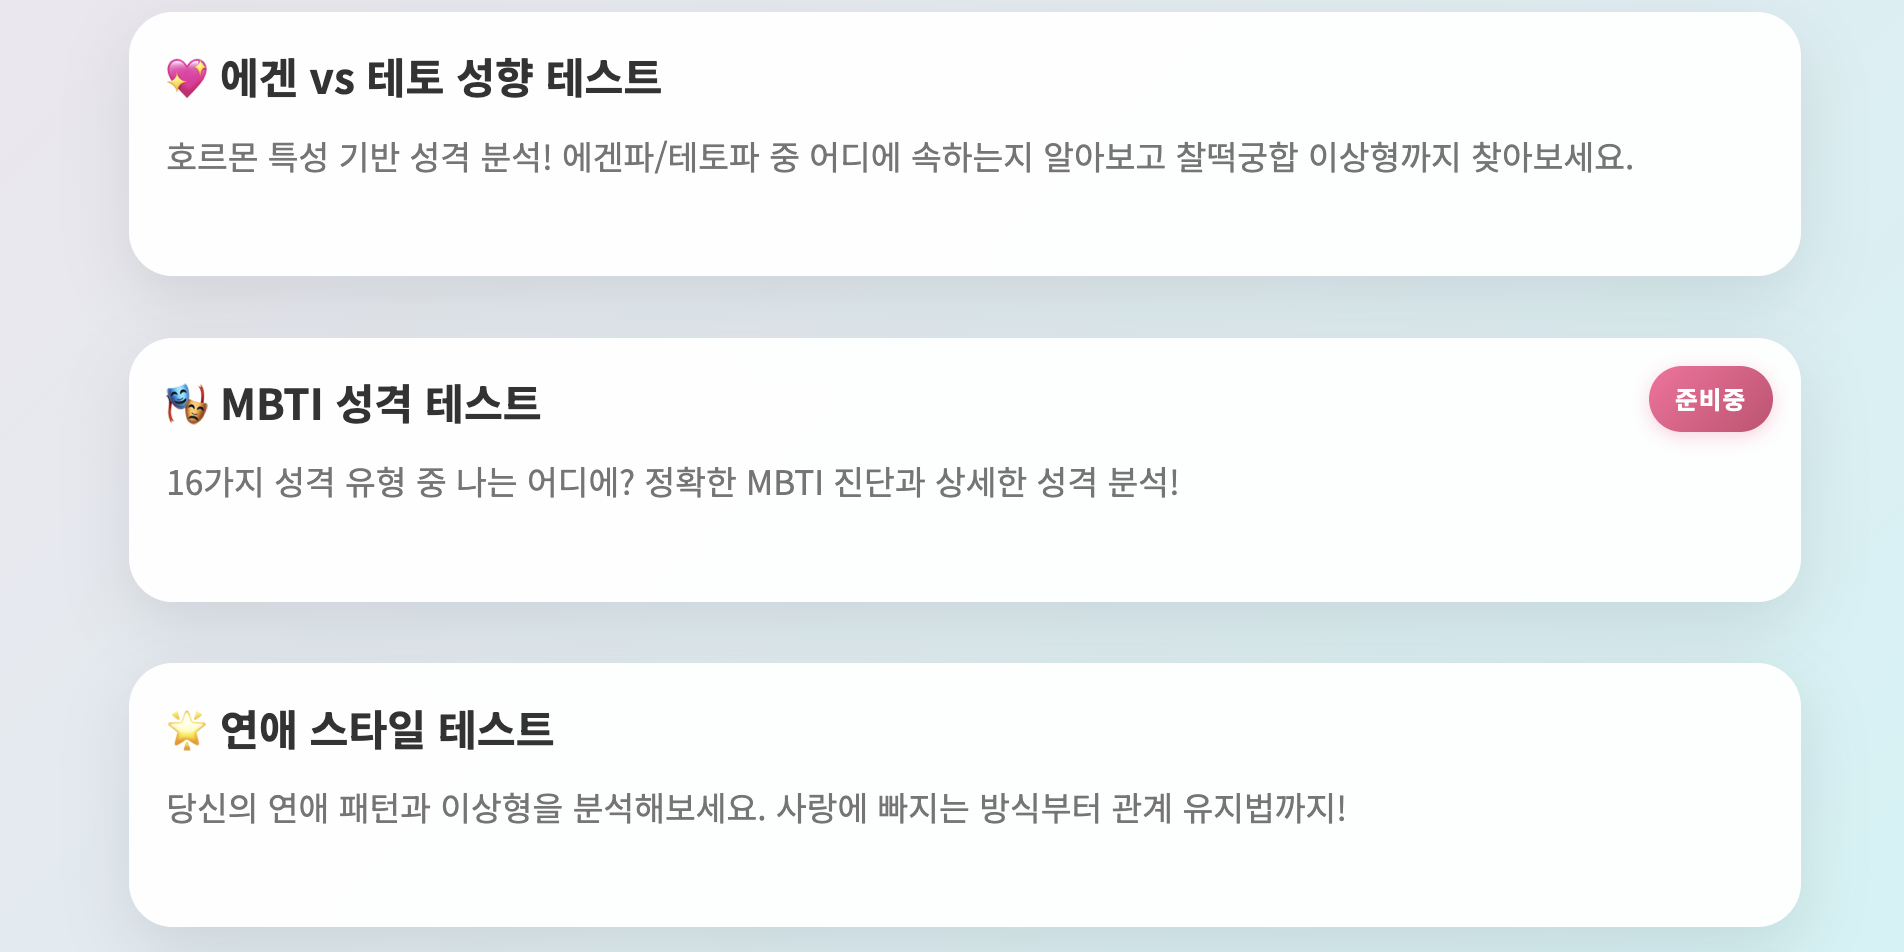 💖 에겐 vs 테토 성향 테스트
호르몬 특성 기반 성격 분석! 에겐파/테토파 중 어디에 속하는지 알아보고 찰떡궁합 이상형까지 찾아보세요.
🎭 MBTI 성격 테스트
준비중
16가지 성격 유형 중 나는 어디에? 정확한 MBTI 진단과 상세한 성격 분석!
🌟 연애 스타일 테스트
당신의 연애 패턴과 이상형을 분석해보세요. 사랑에 빠지는 방식부터 관계 유지법까지!